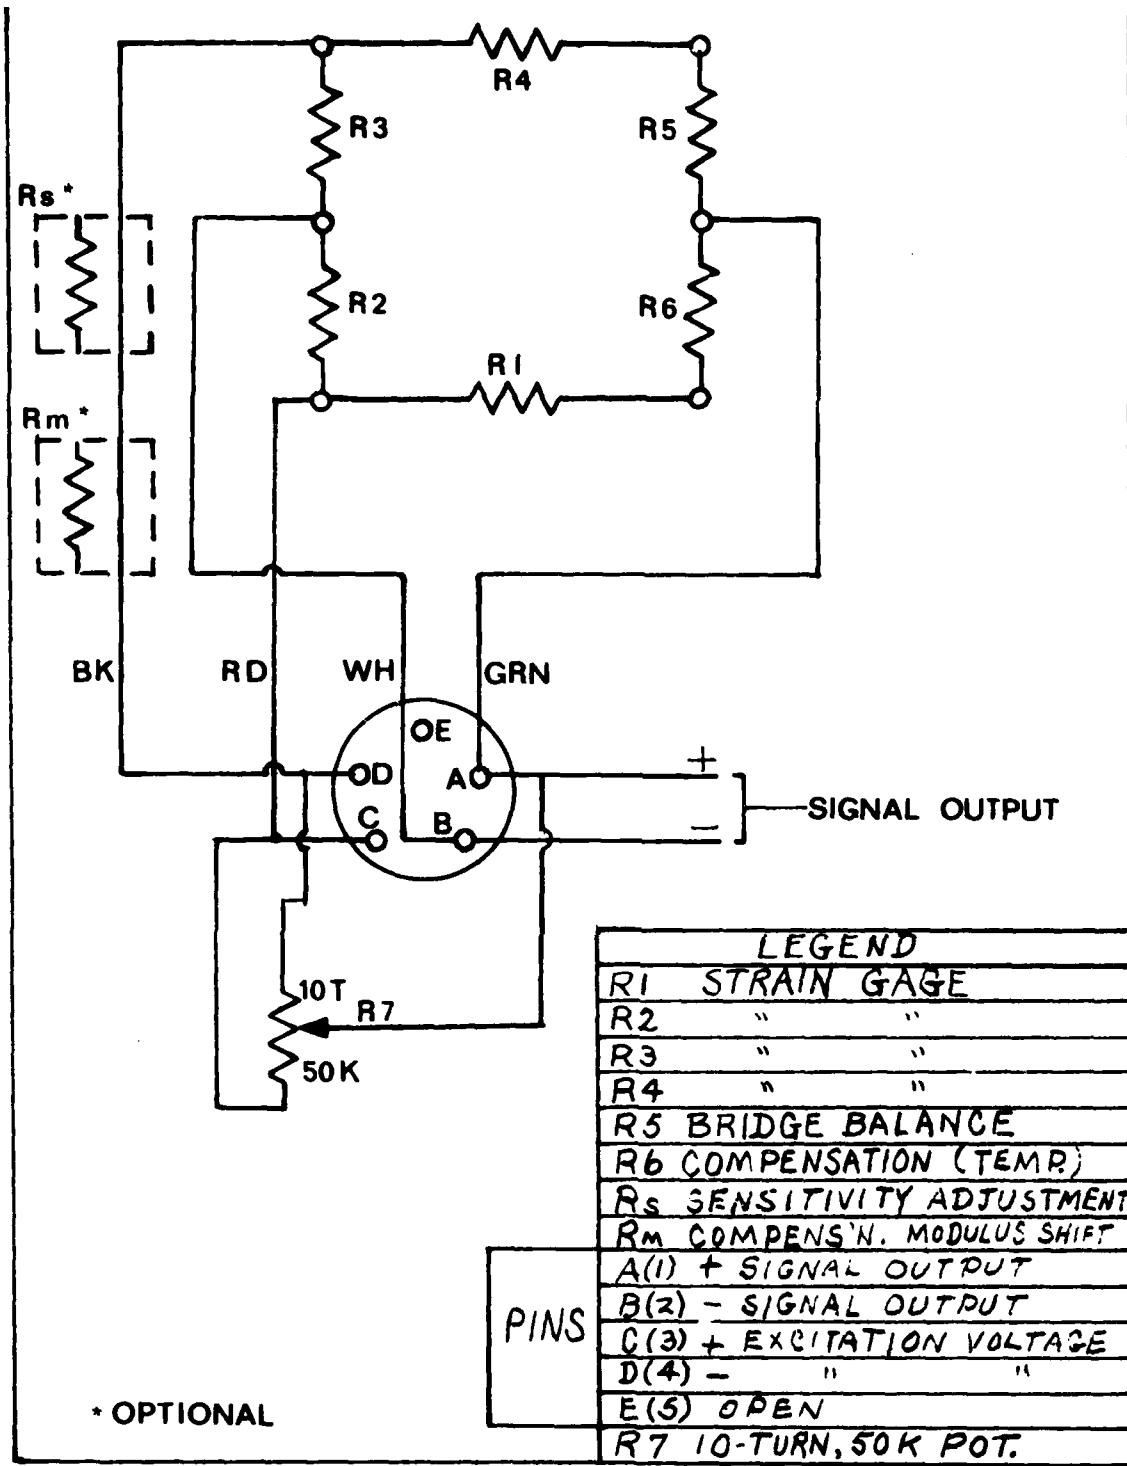 R4
R3
R5
Rs *
R2
R6
R1
Rm *
BK
RD
WH
GRN
E
D
A
+
C
B
SIGNAL OUTPUT
−
10T
R7
50K
LEGEND
R1 STRAIN GAGE
R2 " "
R3 " "
R4 " "
R5 BRIDGE BALANCE
R6 COMPENSATION (TEMP.)
Rs SENSITIVITY ADJUSTMENT
Rm COMPENS'N. MODULUS SHIFT
PINS
A(1) + SIGNAL OUTPUT
B(2) - SIGNAL OUTPUT
C(3) + EXCITATION VOLTAGE
D(4) - " "
E(5) OPEN
R7 10-TURN, 50K POT.
* OPTIONAL